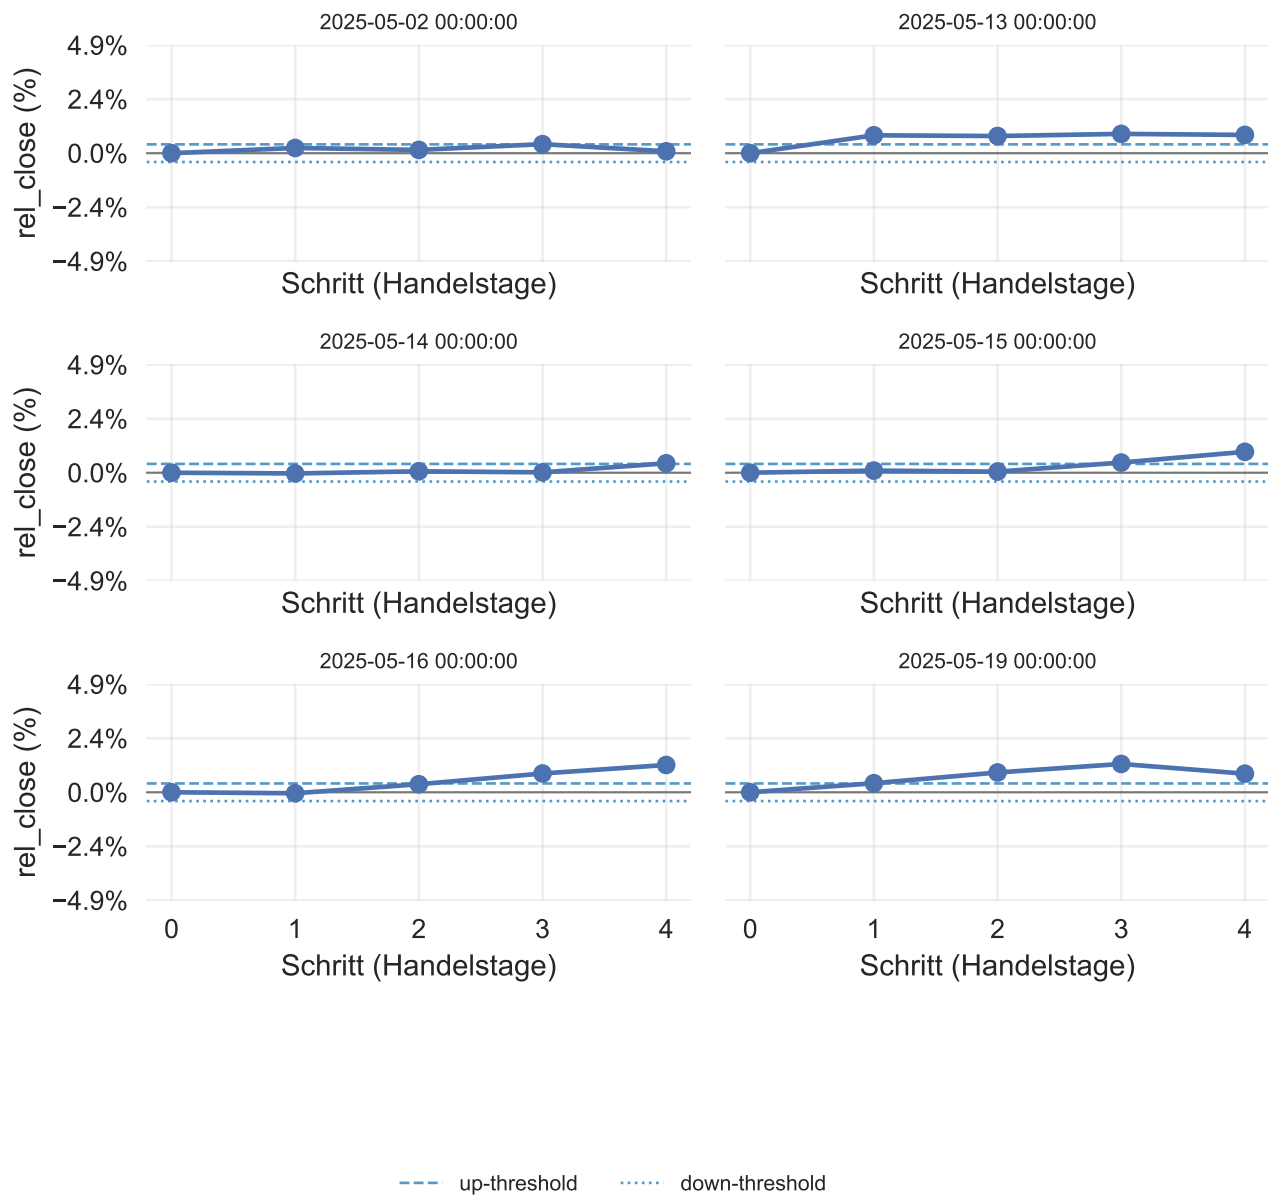 2025-05-02 00:00:00
2025-05-13 00:00:00
4.9%
2.4%
0.0%
−2.4%
−4.9%
rel_close (%)
Schritt (Handelstage)
Schritt (Handelstage)
2025-05-14 00:00:00
2025-05-15 00:00:00
4.9%
2.4%
0.0%
−2.4%
−4.9%
rel_close (%)
Schritt (Handelstage)
Schritt (Handelstage)
2025-05-16 00:00:00
2025-05-19 00:00:00
4.9%
2.4%
0.0%
−2.4%
−4.9%
rel_close (%)
0 1 2 3 4
0 1 2 3 4
Schritt (Handelstage)
Schritt (Handelstage)
up-threshold
down-threshold